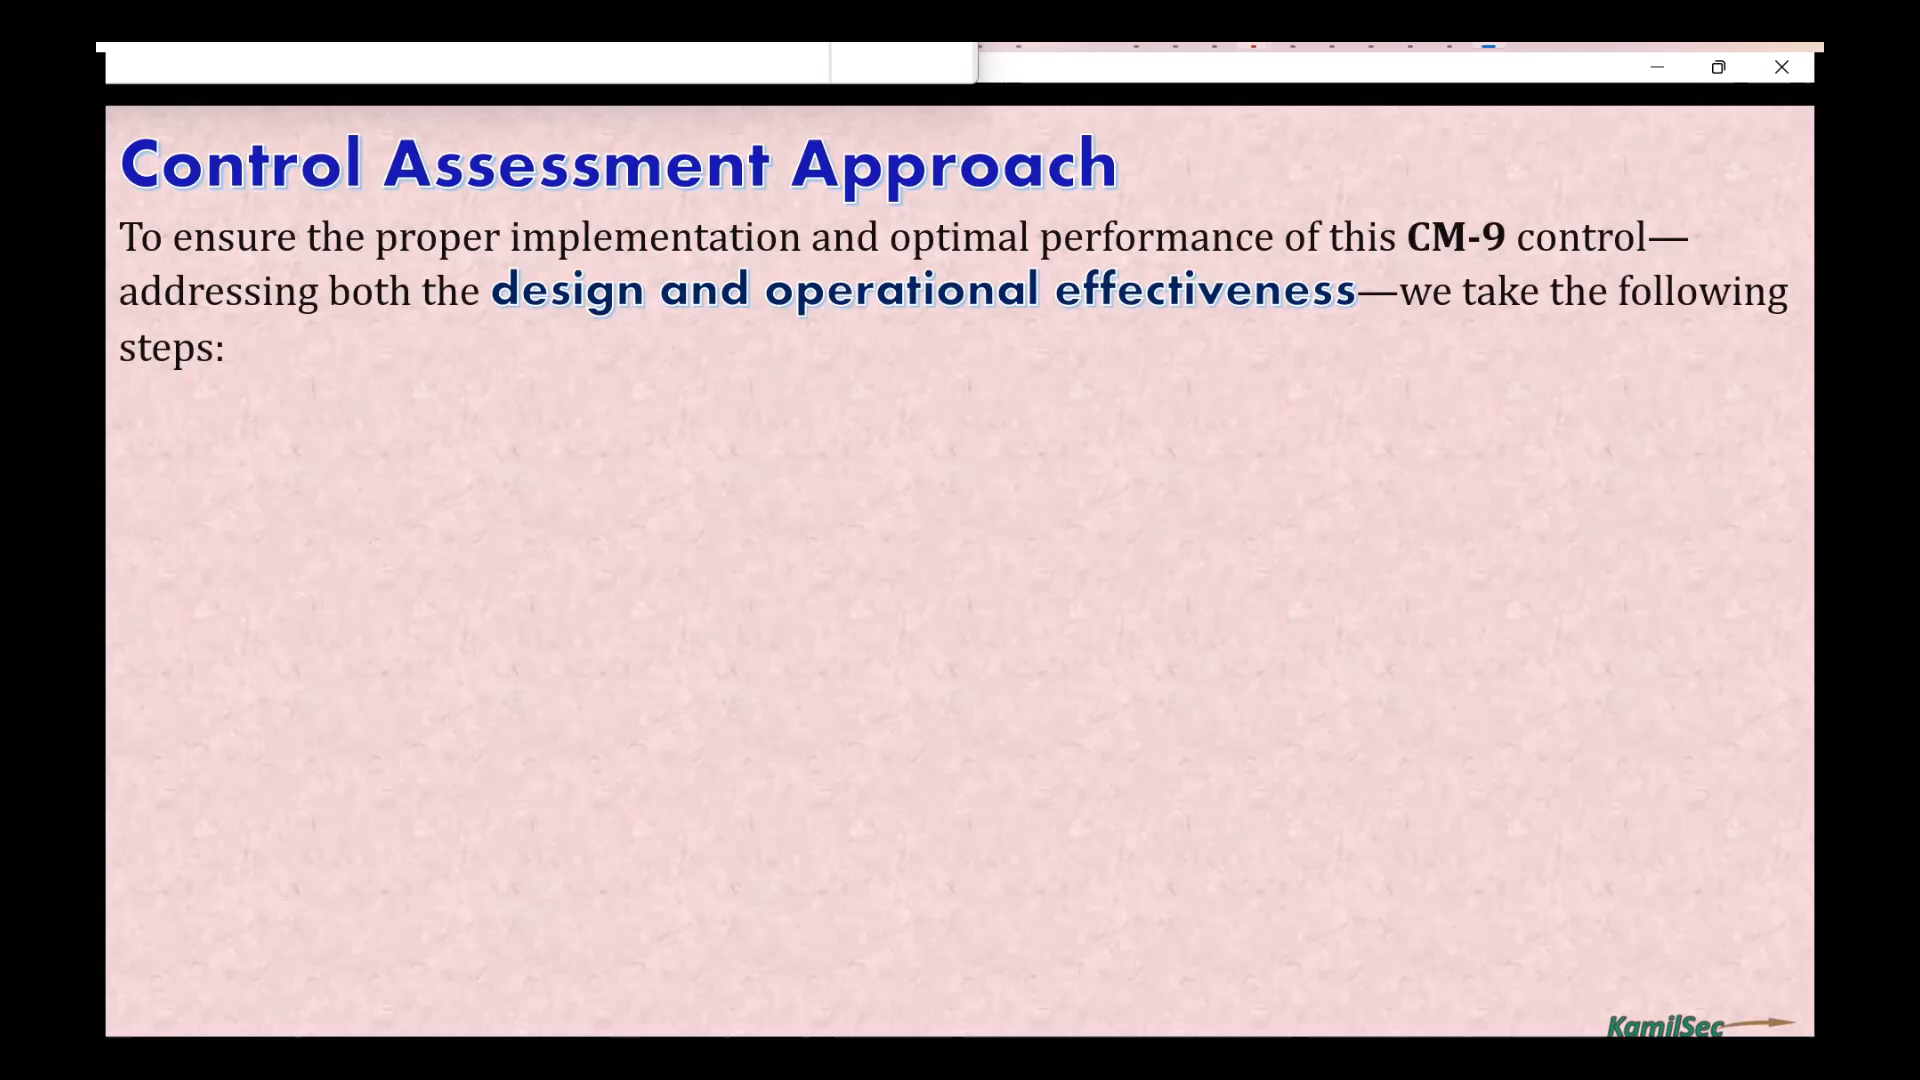 Control Assessment Approach
To ensure the proper implementation and optimal performance of this CM-9 control—
addressing both the design and operational effectiveness—we take the following
steps:
KamilSec